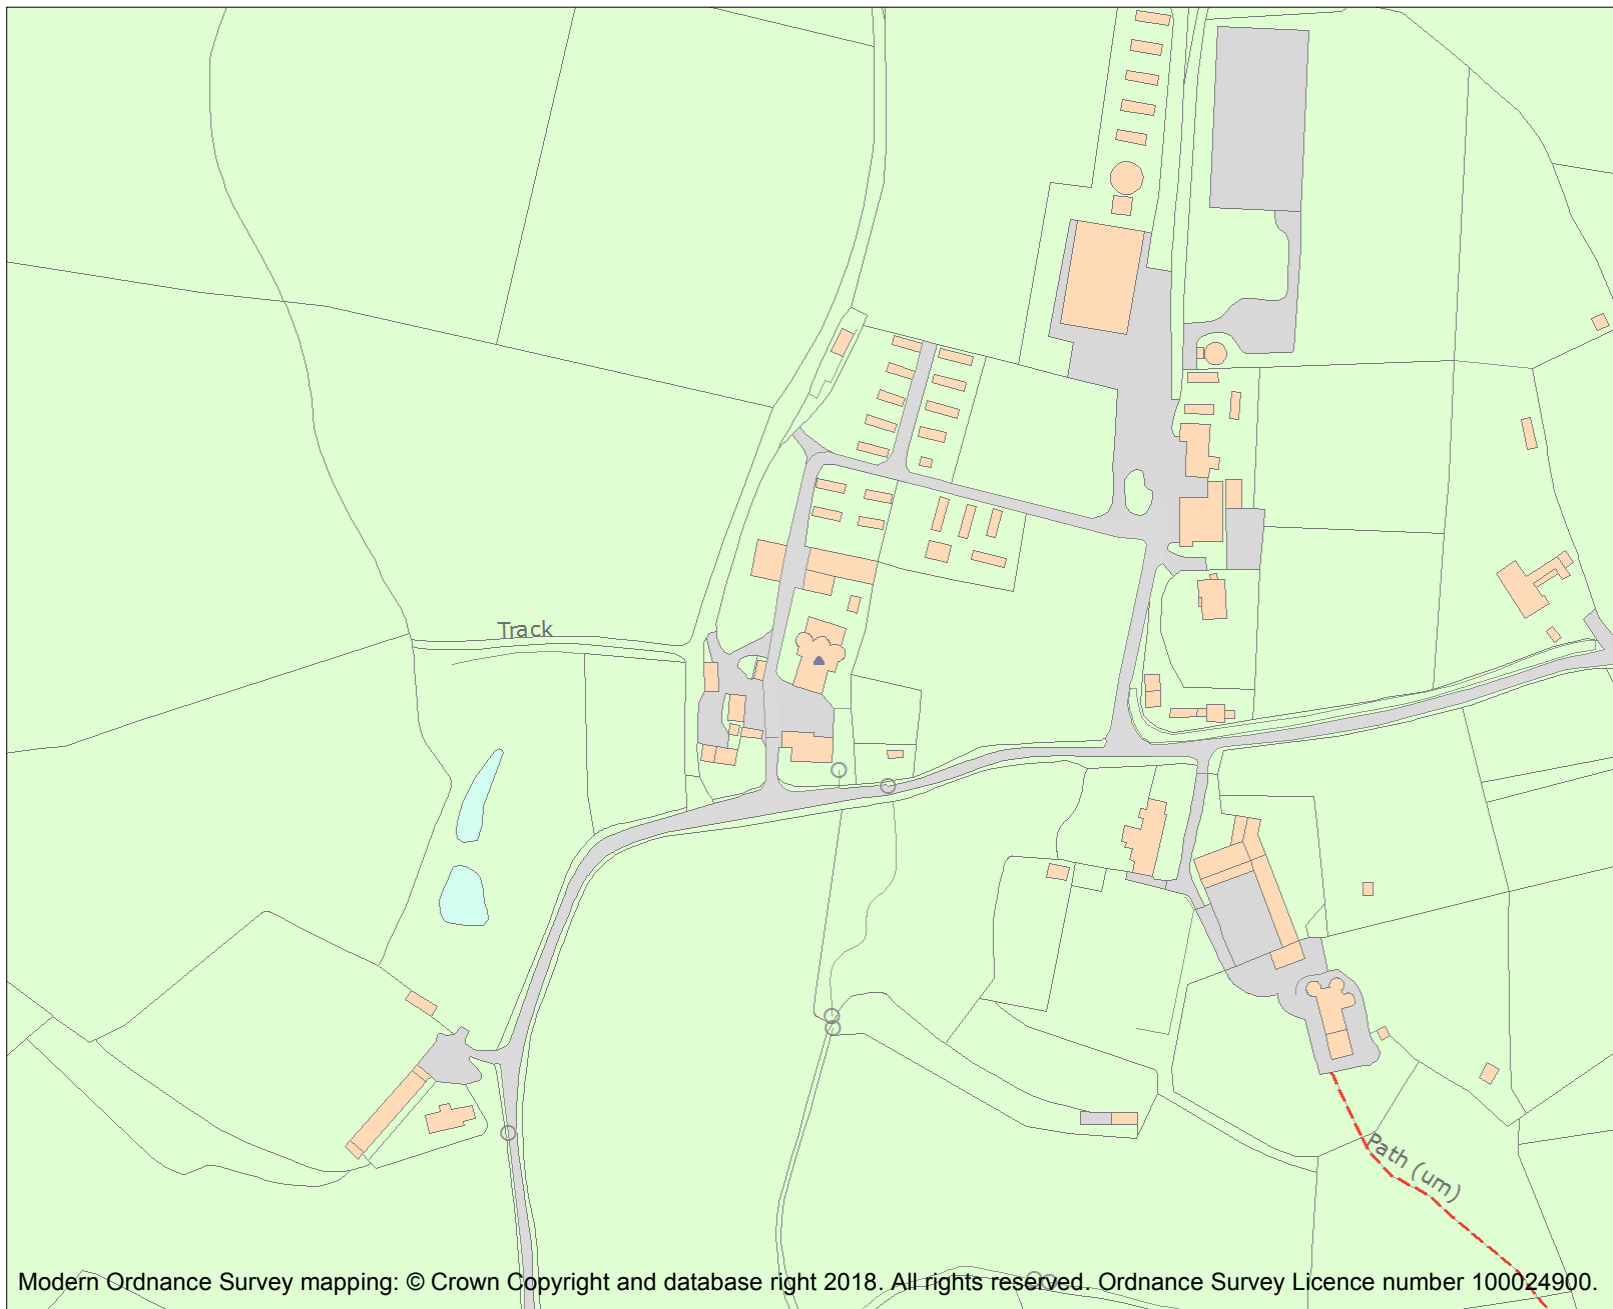 Track
Path (um)
Modern Ordnance Survey mapping: © Crown Copyright and database right 2018. All rights reserved. Ordnance Survey Licence number 100024900.